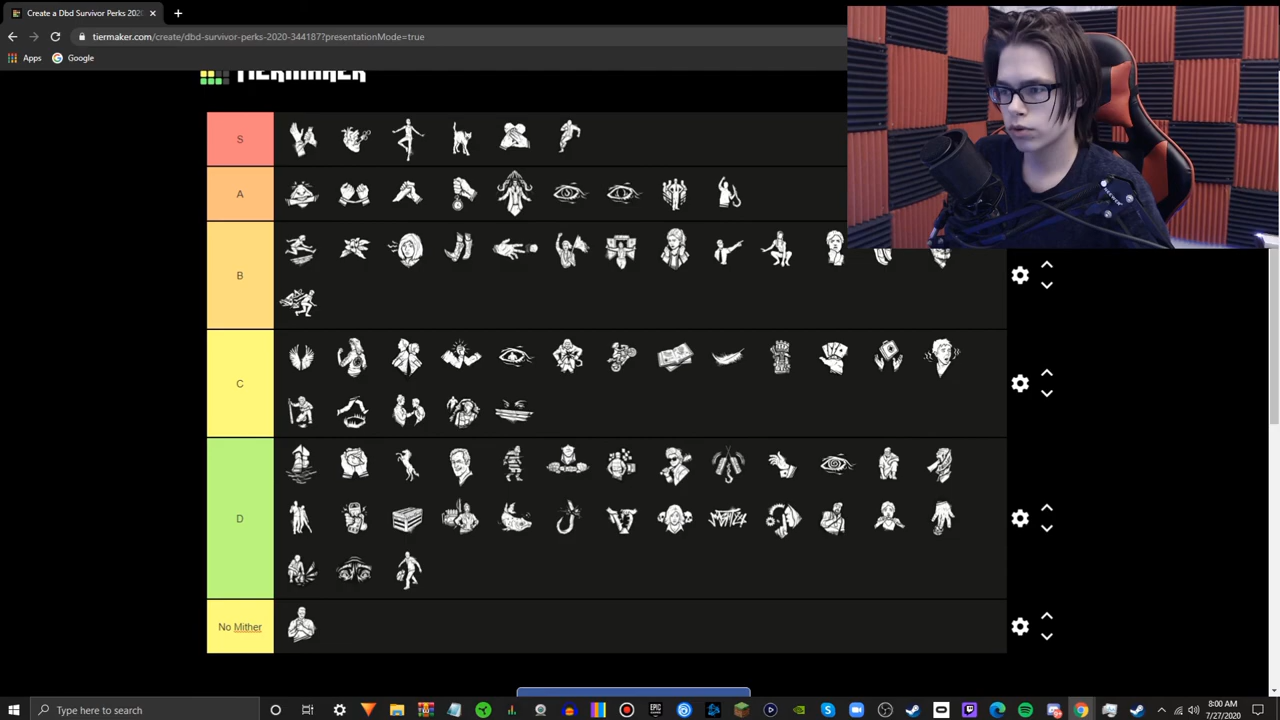 Create a Dbd Survivor Perks 2020
tiermaker.com/create/dbd-survivor-perks-2020-344187?presentationMode=true
Apps
Google
TIERMAKER
S
A
B
C
D
No Mither
Type here to search
8:00 AM
7/27/2020